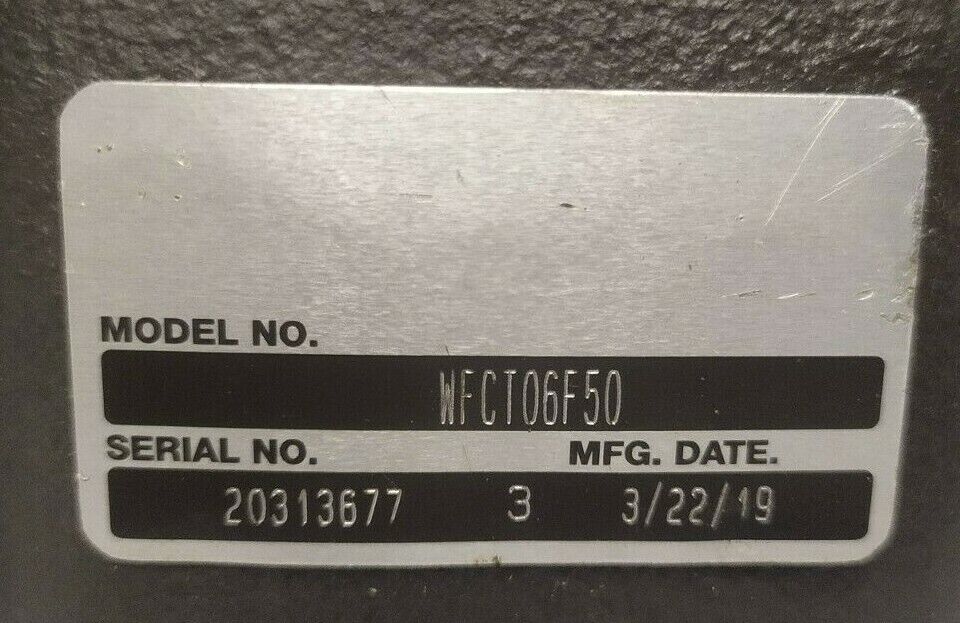 MODEL NO.
WFCT06F50
SERIAL NO. MFG. DATE.
20313677 3 3/22/19